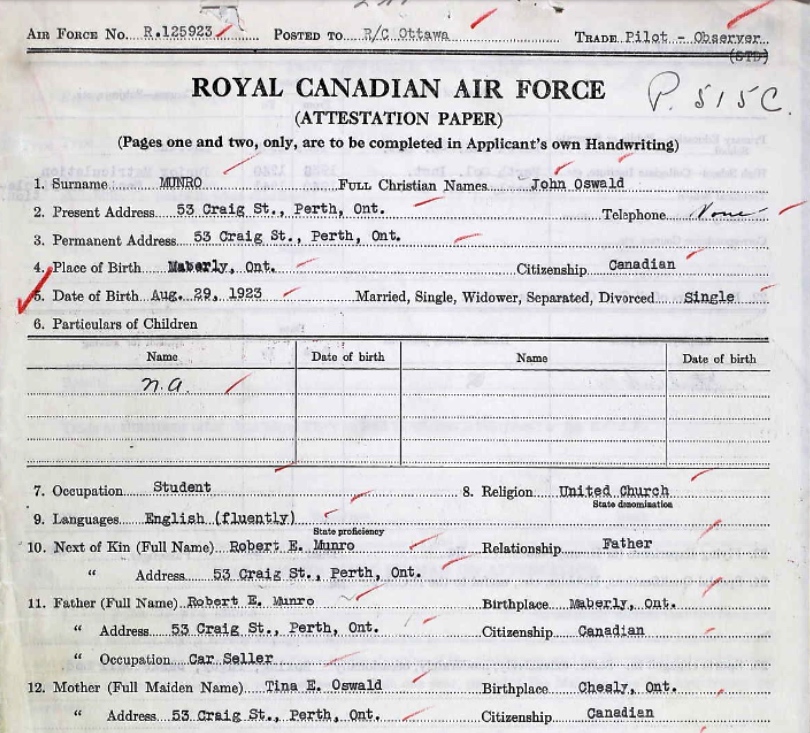 AIR FORCE No. R.125923 POSTED TO R/C Ottawa TRADE Pilot - Observer
(STD)
ROYAL CANADIAN AIR FORCE P.515C.
(ATTESTATION PAPER)
(Pages one and two, only, are to be completed in Applicant's own Handwriting)
1. Surname MUNRO FULL Christian Names John Oswald
2. Present Address 53 Craig St., Perth, Ont. Telephone None
3. Permanent Address 53 Craig St., Perth, Ont.
4. Place of Birth Maberly, Ont. Citizenship Canadian
5. Date of Birth Aug. 29, 1923 Married, Single, Widower, Separated, Divorced Single
6. Particulars of Children
Name Date of birth Name Date of birth
n.a.
7. Occupation Student 8. Religion United Church
State denomination
9. Languages English (fluently)
State proficiency
10. Next of Kin (Full Name) Robert E. Munro Relationship Father
" Address 53 Craig St., Perth, Ont.
11. Father (Full Name) Robert E. Munro Birthplace Maberly, Ont.
" Address 53 Craig St., Perth, Ont. Citizenship Canadian
" Occupation Car Seller
12. Mother (Full Maiden Name) Tina E. Oswald Birthplace Chesly, Ont.
" Address 53 Craig St., Perth, Ont. Citizenship Canadian